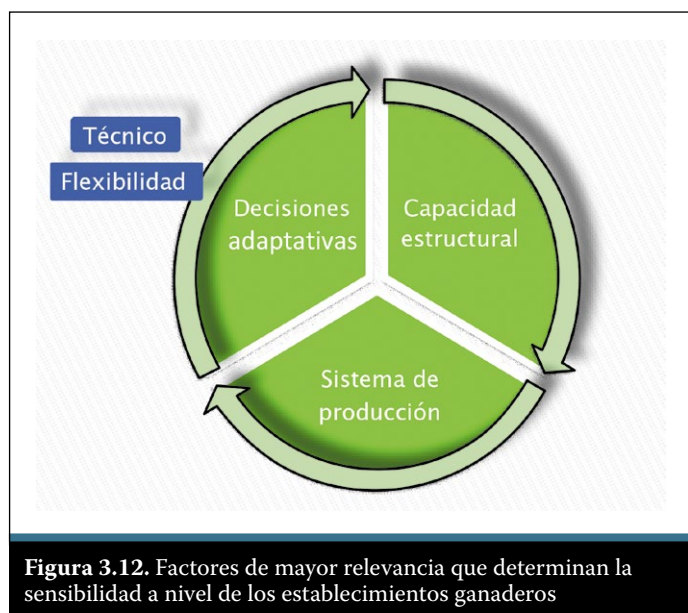 Técnico
Flexibilidad
Decisiones
adaptativas
Capacidad
estructural
Sistema de
producción
Figura 3.12. Factores de mayor relevancia que determinan la
sensibilidad a nivel de los establecimientos ganaderos